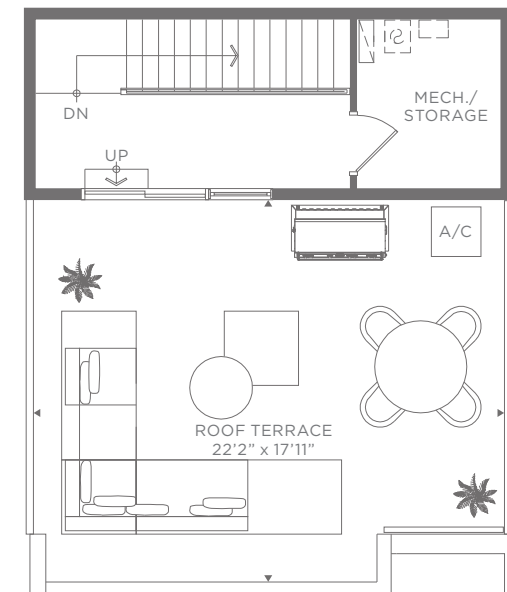 MECH./
STORAGE
DN
UP
A/C
ROOF TERRACE
22’2” x 17’11”